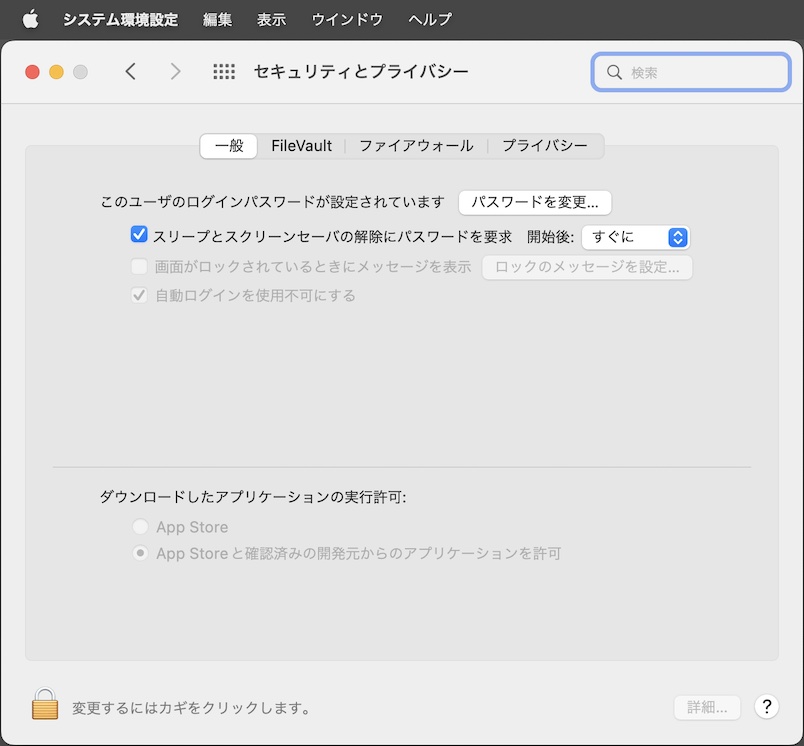 システム環境設定 編集 表示 ウインドウ ヘルプ
セキュリティとプライバシー 検索
一般 FileVault ファイアウォール プライバシー
このユーザのログインパスワードが設定されています パスワードを変更...
スリープとスクリーンセーバの解除にパスワードを要求 開始後: すぐに
画面がロックされているときにメッセージを表示 ロックのメッセージを設定...
自動ログインを使用不可にする
ダウンロードしたアプリケーションの実行許可:
App Store
App Storeと確認済みの開発元からのアプリケーションを許可
変更するにはカギをクリックします。 詳細... ?